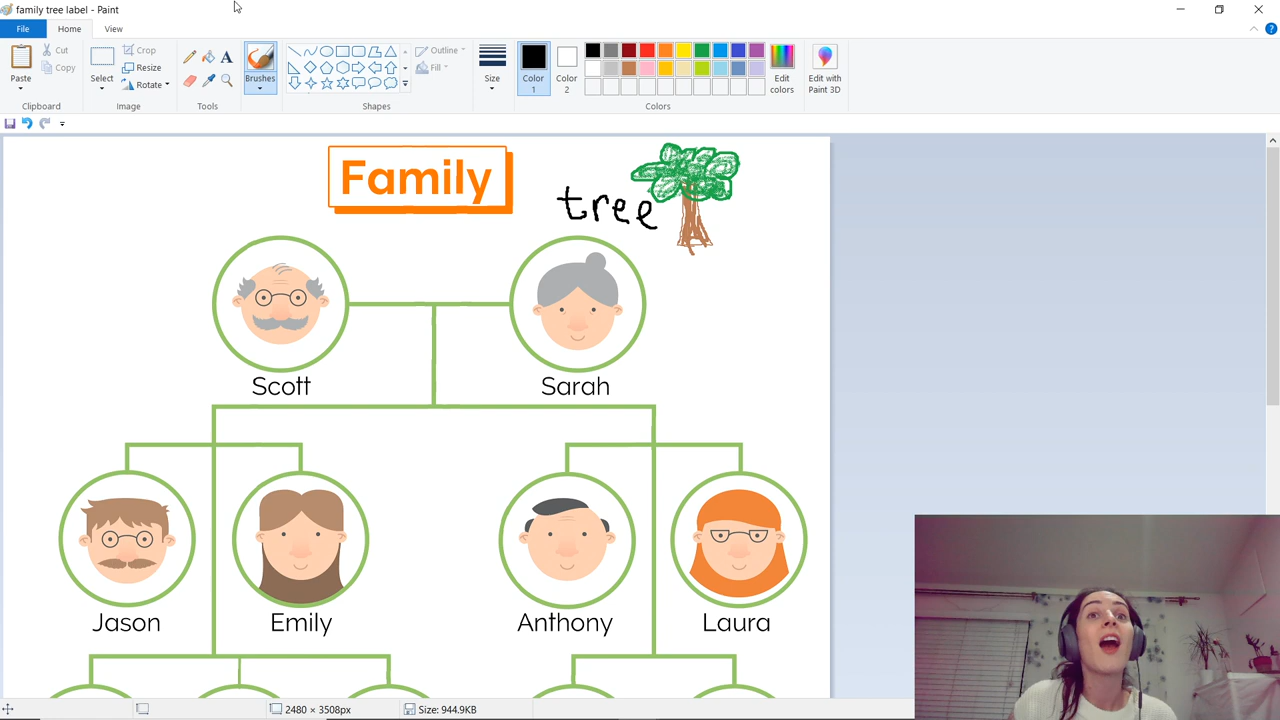 family tree label - Paint
File Home View
Paste
Cut
Copy
Clipboard
Select
Crop
Resize
Rotate
Image
A
Tools
Brushes
Shapes
Outline
Fill
Size
Color 1
Color 2
Edit colors
Colors
Edit with Paint 3D
Family
tree
Scott Sarah
Jason Emily Anthony Laura
2480 × 3508px Size: 944.9KB